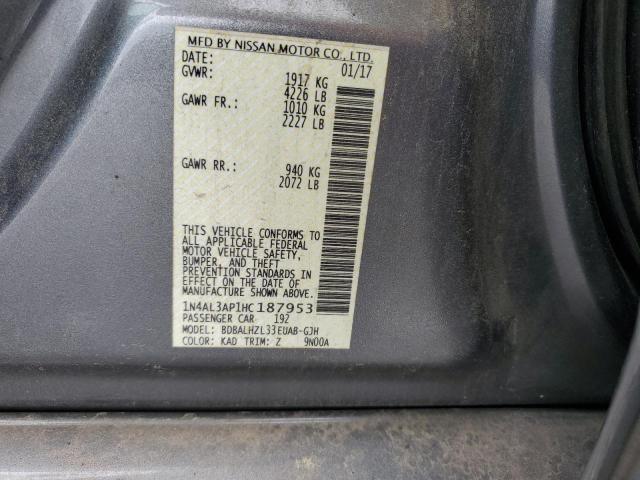 MFD BY NISSAN MOTOR CO., LTD.
DATE: 01/17
GVWR: 1917 KG
4226 LB
GAWR FR.: 1010 KG
2227 LB
GAWR RR.: 940 KG
2072 LB
THIS VEHICLE CONFORMS TO
ALL APPLICABLE FEDERAL
MOTOR VEHICLE SAFETY,
BUMPER, AND THEFT
PREVENTION STANDARDS IN
EFFECT ON THE DATE OF
MANUFACTURE SHOWN ABOVE.
1N4AL3AP1HC187953
PASSENGER CAR 192
MODEL: BDBALHZL33EUAB-GJH
COLOR: KAD TRIM: Z 9N00A